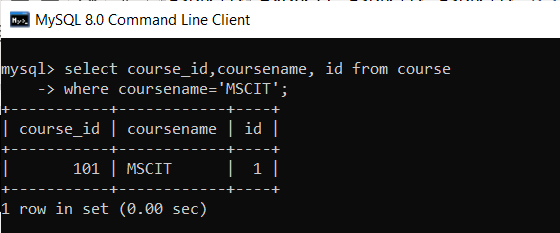 MySQL 8.0 Command Line Client
mysql> select course_id,coursename, id from course
    -> where coursename='MSCIT';
+-----------+------------+----+
| course_id | coursename | id |
+-----------+------------+----+
|       101 | MSCIT      |  1 |
+-----------+------------+----+
1 row in set (0.00 sec)